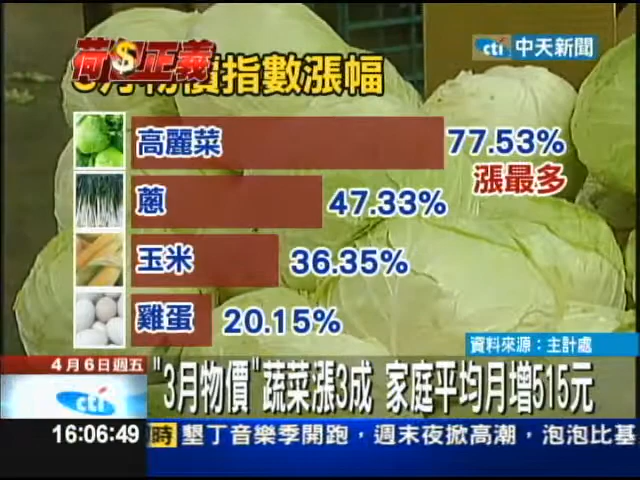 荷包正義
cti 中天新聞
3月物價指數漲幅
高麗菜 77.53%
漲最多
蔥 47.33%
玉米 36.35%
雞蛋 20.15%
資料來源：主計處
4月6日週五
cti
"3月物價"蔬菜漲3成 家庭平均月增515元
16:06:49 時 墾丁音樂季開跑，週末夜掀高潮，泡泡比基